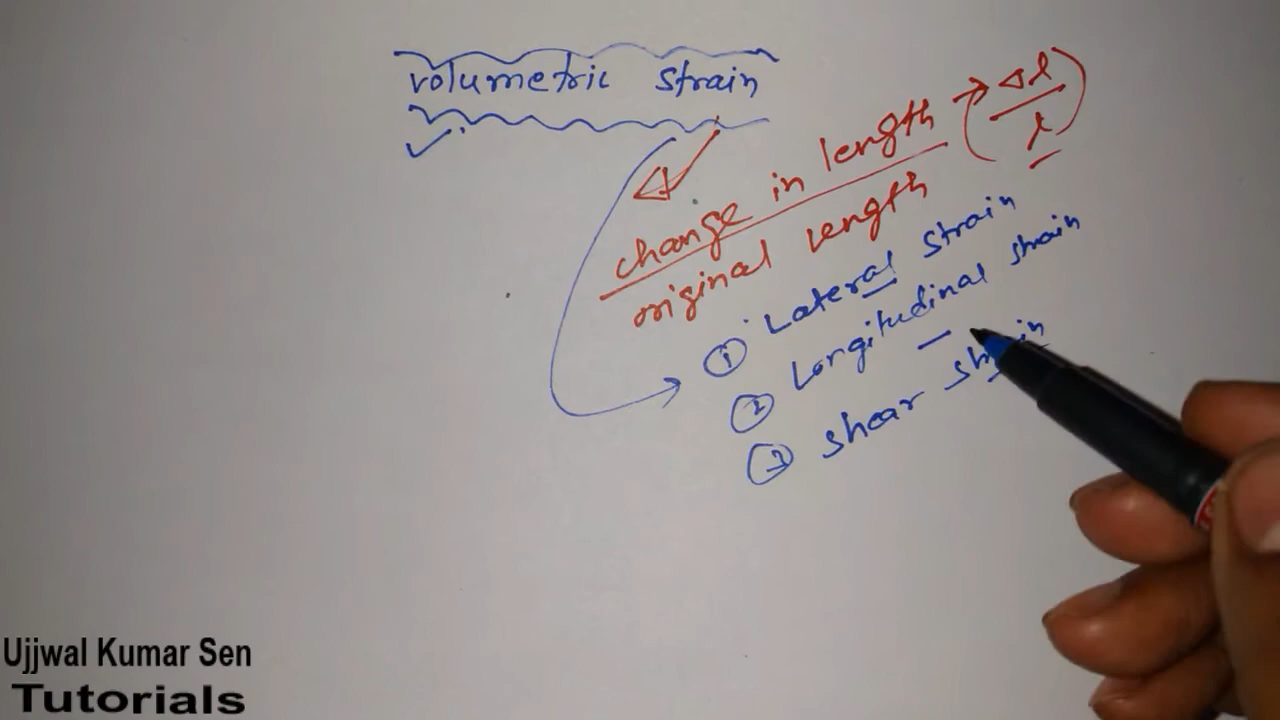 volumetric strain
change in length → (Δl
original length l)
① Lateral strain
② Longitudinal strain
③ Shear strain
Ujjwal Kumar Sen
Tutorials